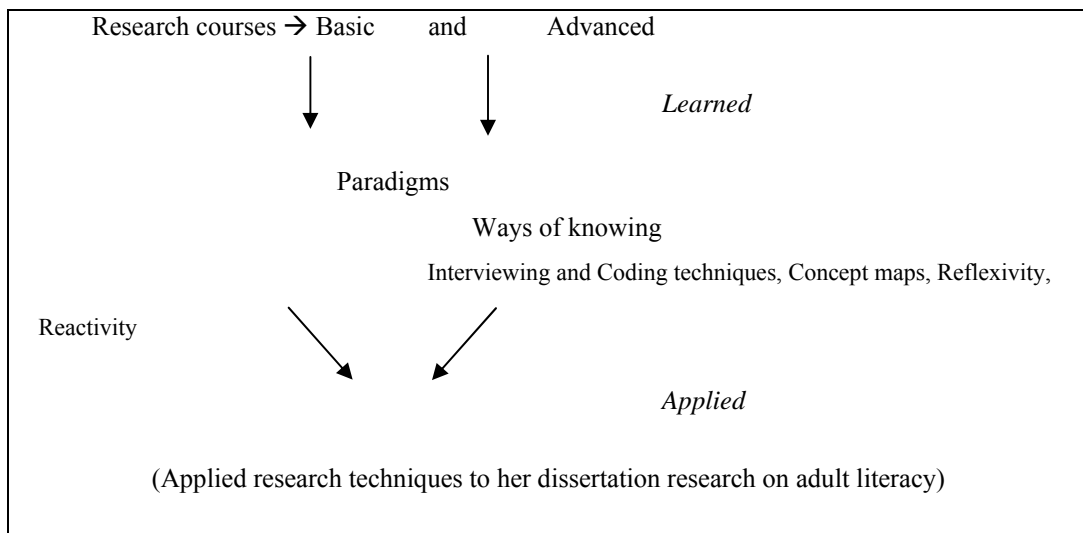 Research courses → Basic and Advanced
Learned
Paradigms
Ways of knowing
Interviewing and Coding techniques, Concept maps, Reflexivity,
Reactivity
Applied
(Applied research techniques to her dissertation research on adult literacy)